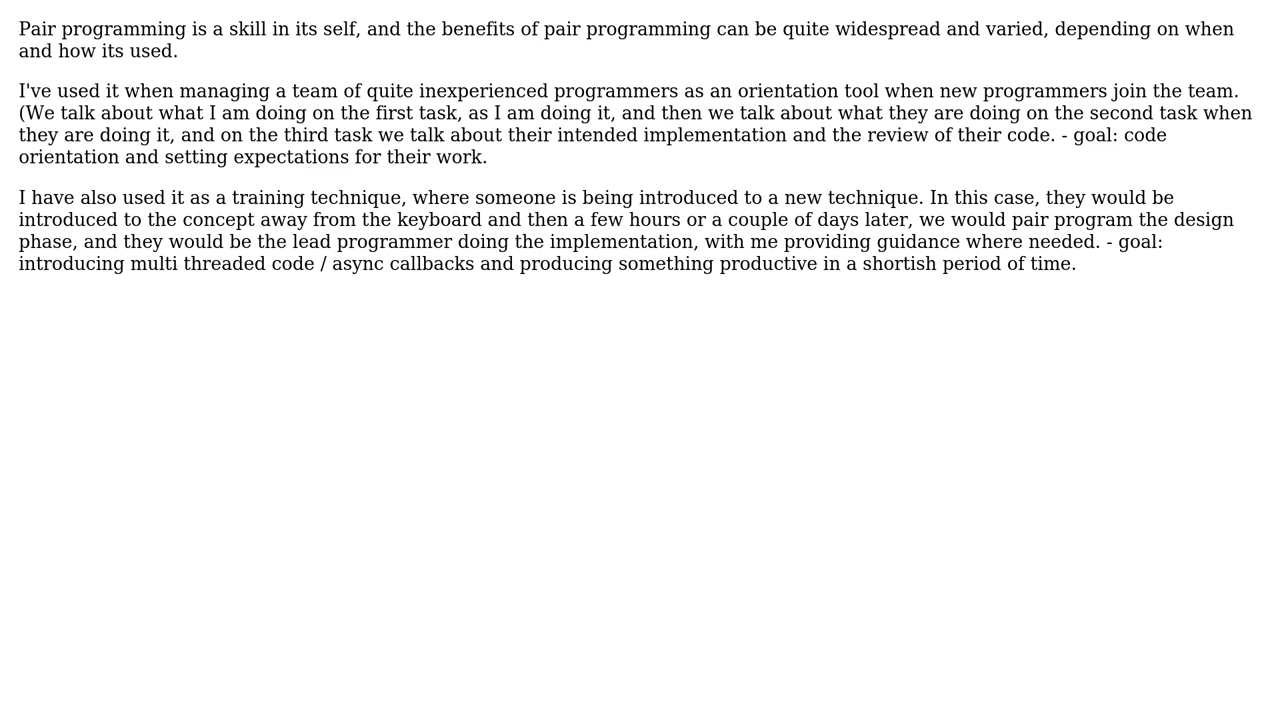 Pair programming is a skill in its self, and the benefits of pair programming can be quite widespread and varied, depending on when
and how its used.
I've used it when managing a team of quite inexperienced programmers as an orientation tool when new programmers join the team.
(We talk about what I am doing on the first task, as I am doing it, and then we talk about what they are doing on the second task when
they are doing it, and on the third task we talk about their intended implementation and the review of their code. - goal: code
orientation and setting expectations for their work.
I have also used it as a training technique, where someone is being introduced to a new technique. In this case, they would be
introduced to the concept away from the keyboard and then a few hours or a couple of days later, we would pair program the design
phase, and they would be the lead programmer doing the implementation, with me providing guidance where needed. - goal:
introducing multi threaded code / async callbacks and producing something productive in a shortish period of time.